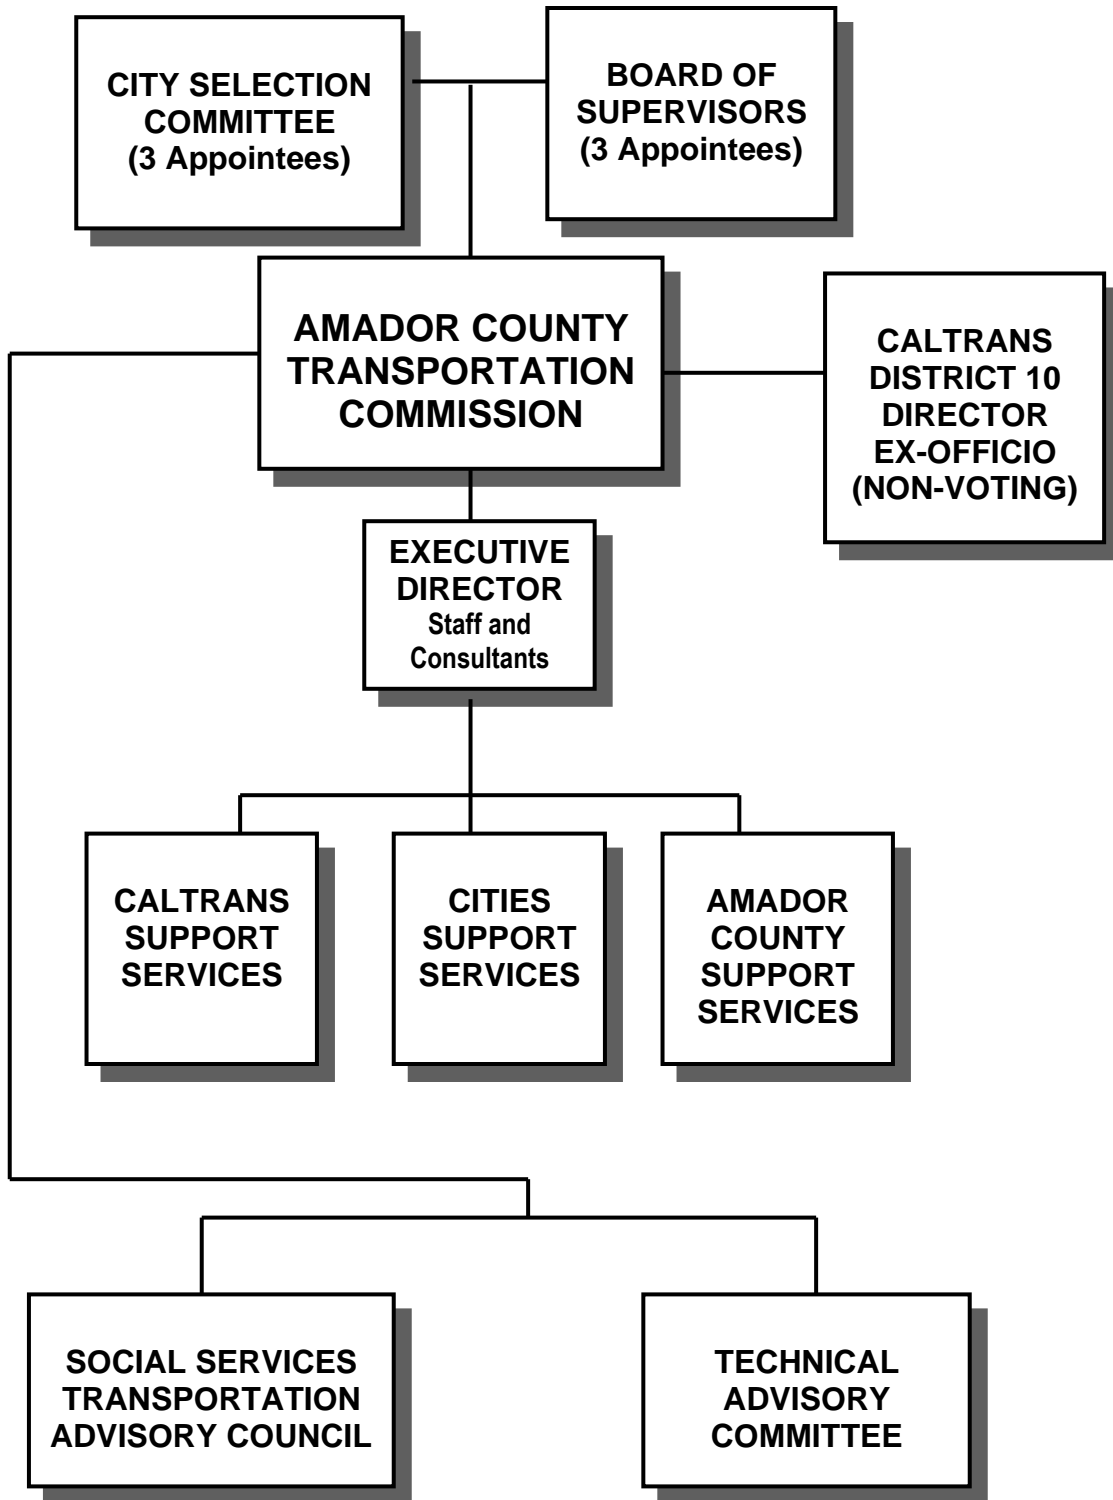 CITY SELECTION
COMMITTEE
(3 Appointees)
BOARD OF
SUPERVISORS
(3 Appointees)
AMADOR COUNTY
TRANSPORTATION
COMMISSION
CALTRANS
DISTRICT 10
DIRECTOR
EX-OFFICIO
(NON-VOTING)
EXECUTIVE
DIRECTOR
Staff and
Consultants
CALTRANS
SUPPORT
SERVICES
CITIES
SUPPORT
SERVICES
AMADOR
COUNTY
SUPPORT
SERVICES
SOCIAL SERVICES
TRANSPORTATION
ADVISORY COUNCIL
TECHNICAL
ADVISORY
COMMITTEE